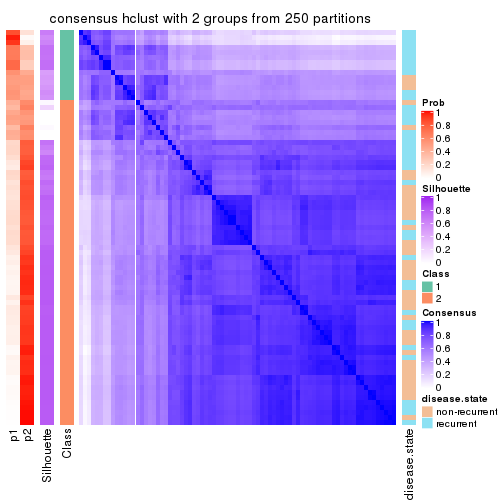 consensus hclust with 2 groups from 250 partitions
Prob
1
0.8
0.6
0.4
0.2
0
Silhouette
1
0.8
0.6
0.4
0.2
0
Class
1
2
Consensus
1
0.8
0.6
0.4
0.2
0
disease.state
non-recurrent
recurrent
p1
p2
Silhouette
Class
disease.state